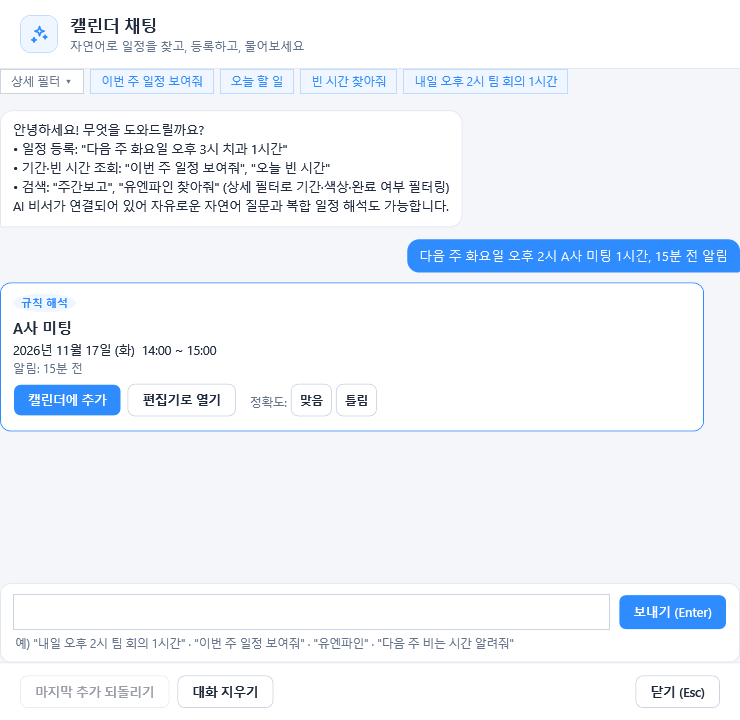 캘린더 채팅
자연어로 일정을 찾고, 등록하고, 물어보세요
상세 필터 ▾
이번 주 일정 보여줘
오늘 할 일
빈 시간 찾아줘
내일 오후 2시 팀 회의 1시간
안녕하세요! 무엇을 도와드릴까요?
• 일정 등록: "다음 주 화요일 오후 3시 치과 1시간"
• 기간·빈 시간 조회: "이번 주 일정 보여줘", "오늘 빈 시간"
• 검색: "주간보고", "유엔파인 찾아줘" (상세 필터로 기간·색상·완료 여부 필터링)
AI 비서가 연결되어 있어 자유로운 자연어 질문과 복합 일정 해석도 가능합니다.
다음 주 화요일 오후 2시 A사 미팅 1시간, 15분 전 알림
규칙 해석
A사 미팅
2026년 11월 17일 (화) 14:00 ~ 15:00
알림: 15분 전
캘린더에 추가
편집기로 열기
정확도:
맞음
틀림
보내기 (Enter)
예) "내일 오후 2시 팀 회의 1시간" · "이번 주 일정 보여줘" · "유엔파인" · "다음 주 비는 시간 알려줘"
마지막 추가 되돌리기
대화 지우기
닫기 (Esc)